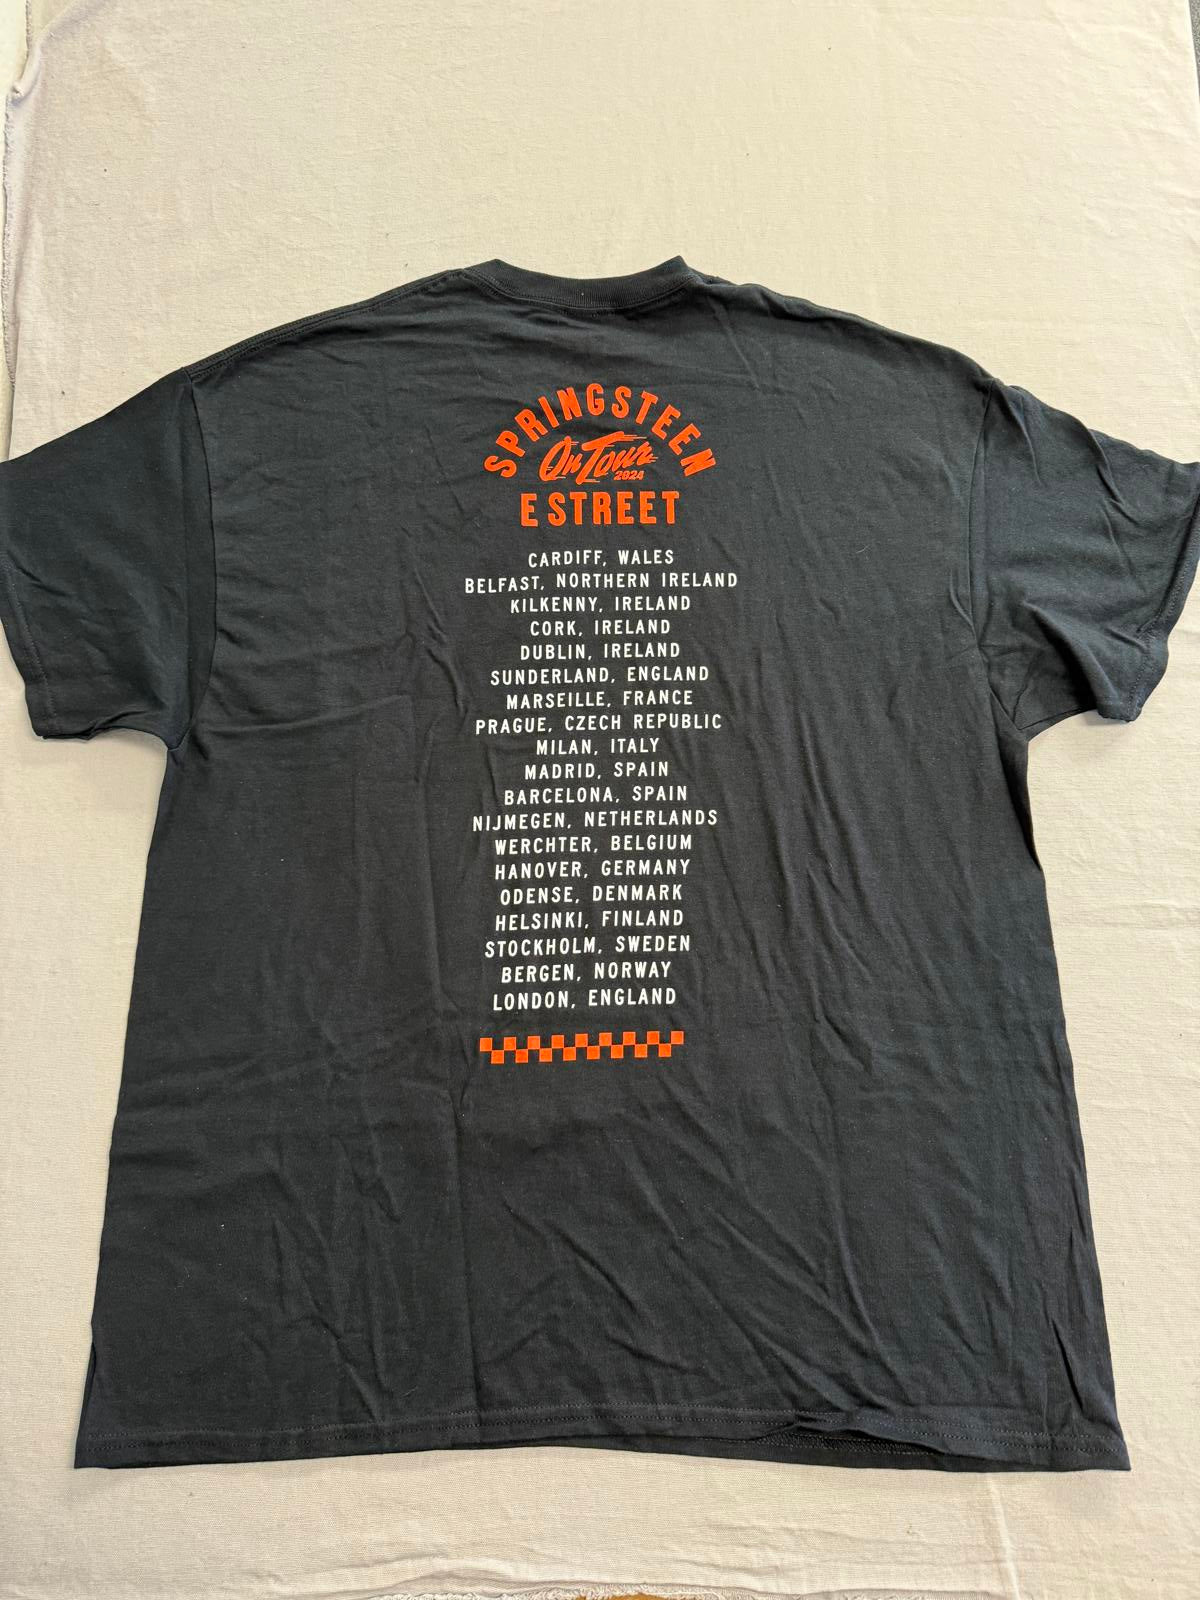 SPRINGSTEEN
On Tour
2024
E STREET
CARDIFF, WALES
BELFAST, NORTHERN IRELAND
KILKENNY, IRELAND
CORK, IRELAND
DUBLIN, IRELAND
SUNDERLAND, ENGLAND
MARSEILLE, FRANCE
PRAGUE, CZECH REPUBLIC
MILAN, ITALY
MADRID, SPAIN
BARCELONA, SPAIN
NIJMEGEN, NETHERLANDS
WERCHTER, BELGIUM
HANOVER, GERMANY
ODENSE, DENMARK
HELSINKI, FINLAND
STOCKHOLM, SWEDEN
BERGEN, NORWAY
LONDON, ENGLAND